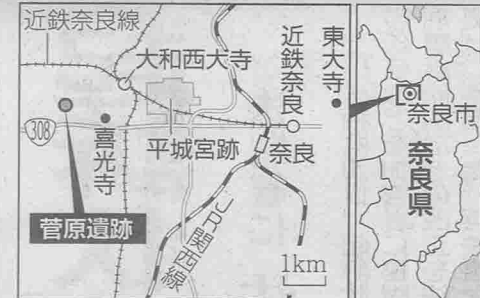 近鉄奈良線
大和西大寺
近鉄奈良
東大寺
308
喜光寺
平城宮跡
奈良
菅原遺跡
JR関西線
1km
奈良市
奈良県